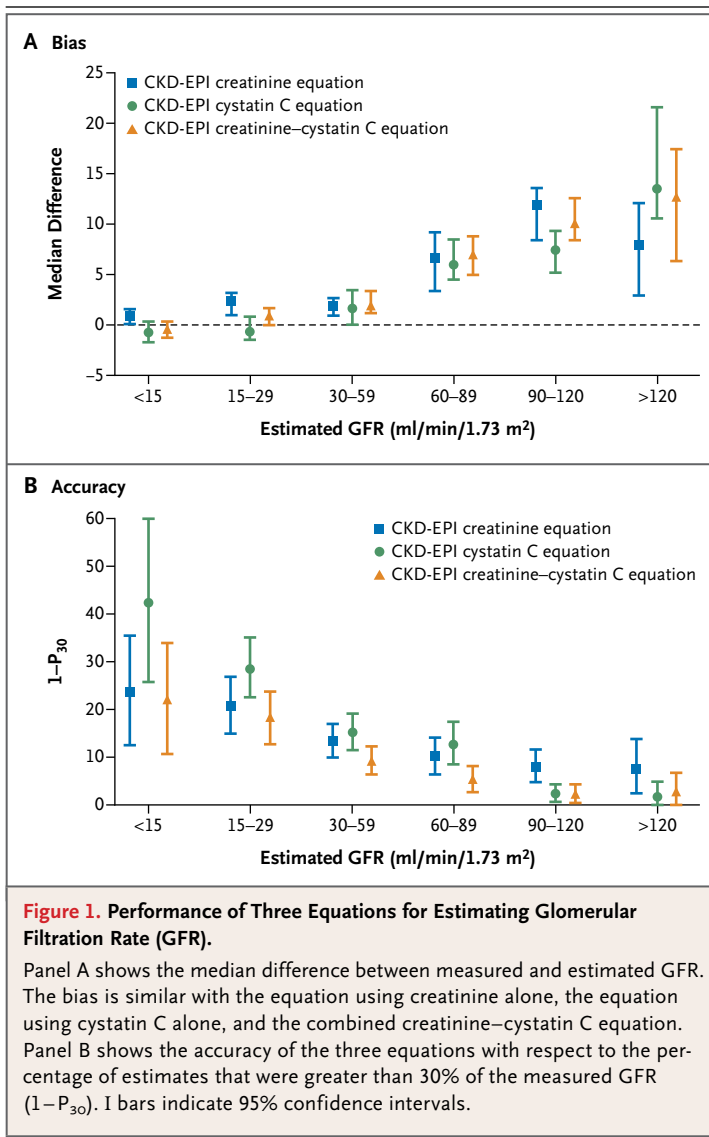 A Bias
25
20
15
10
5
0
–5
Median Difference
CKD-EPI creatinine equation
CKD-EPI cystatin C equation
CKD-EPI creatinine–cystatin C equation
<15 15–29 30–59 60–89 90–120 >120
Estimated GFR (ml/min/1.73 m²)
B Accuracy
60
50
40
30
20
10
0
1–P₃₀
CKD-EPI creatinine equation
CKD-EPI cystatin C equation
CKD-EPI creatinine–cystatin C equation
<15 15–29 30–59 60–89 90–120 >120
Estimated GFR (ml/min/1.73 m²)
Figure 1. Performance of Three Equations for Estimating Glomerular
Filtration Rate (GFR).
Panel A shows the median difference between measured and estimated GFR.
The bias is similar with the equation using creatinine alone, the equation
using cystatin C alone, and the combined creatinine–cystatin C equation.
Panel B shows the accuracy of the three equations with respect to the per-
centage of estimates that were greater than 30% of the measured GFR
(1–P₃₀). I bars indicate 95% confidence intervals.